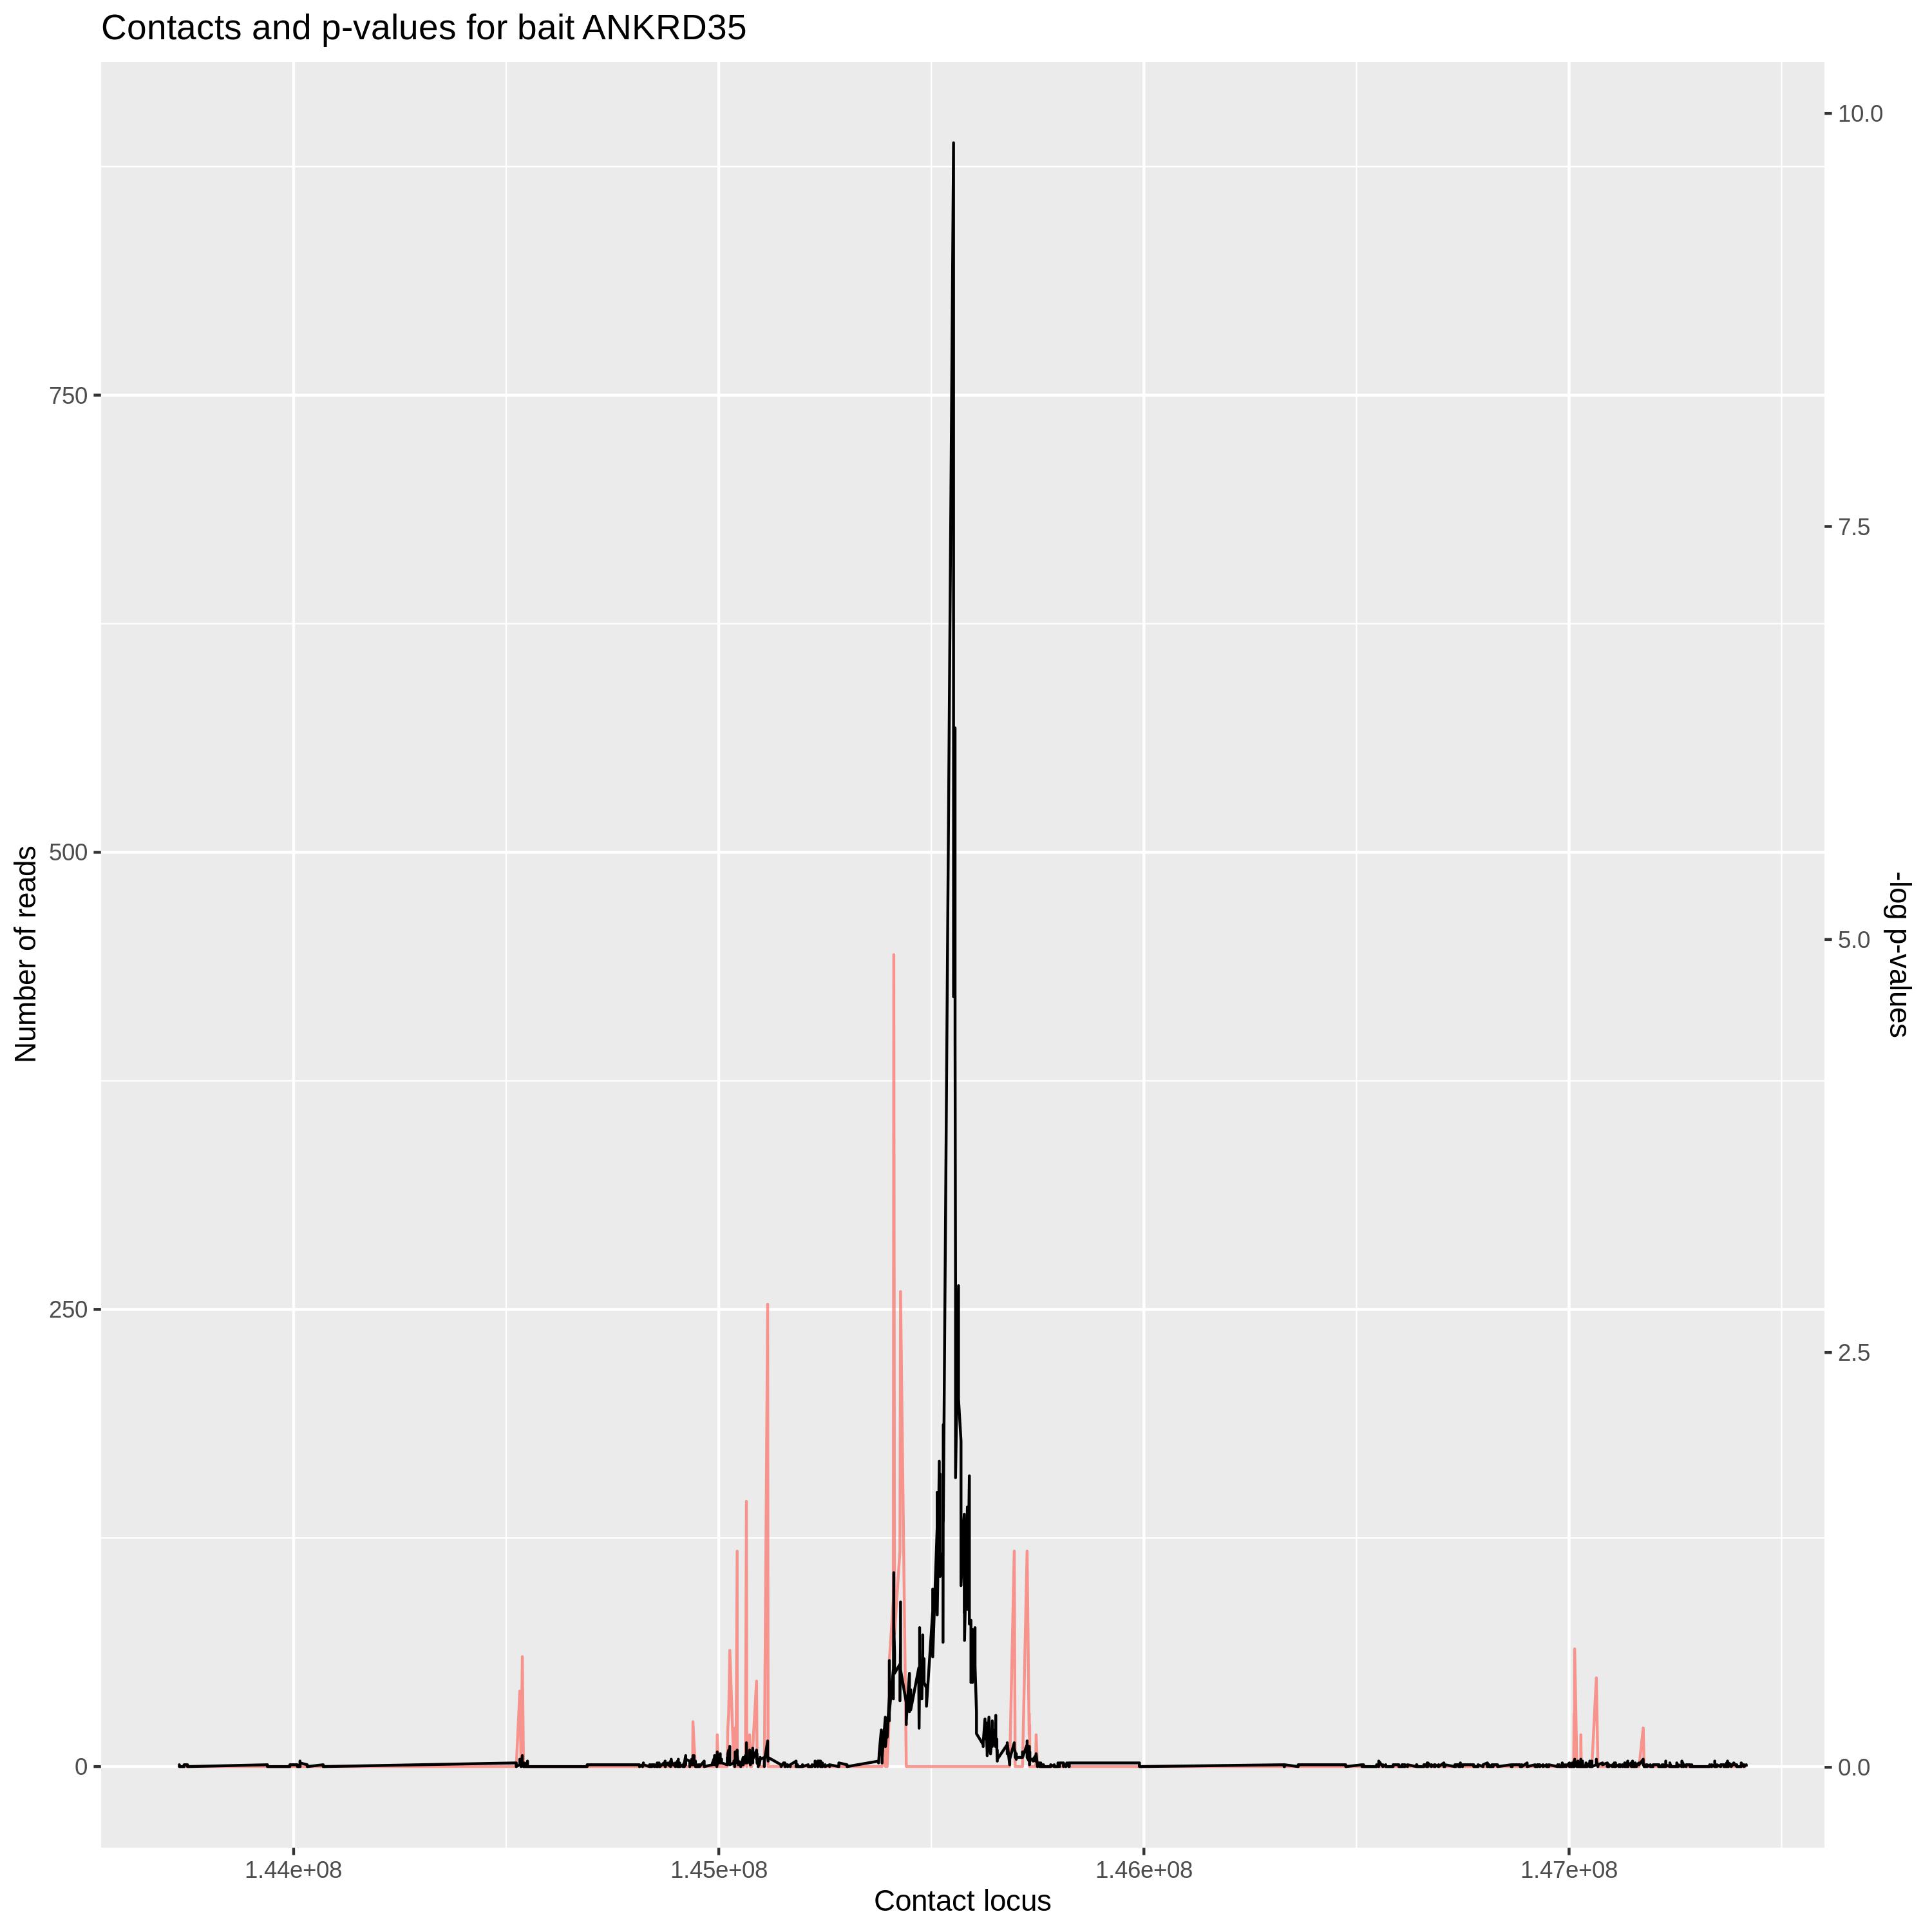 Contacts and p-values for bait ANKRD35
10.0
750
7.5
500
5.0
Number of reads
-log p-values
250
2.5
0
0.0
1.44e+08
1.45e+08
1.46e+08
1.47e+08
Contact locus